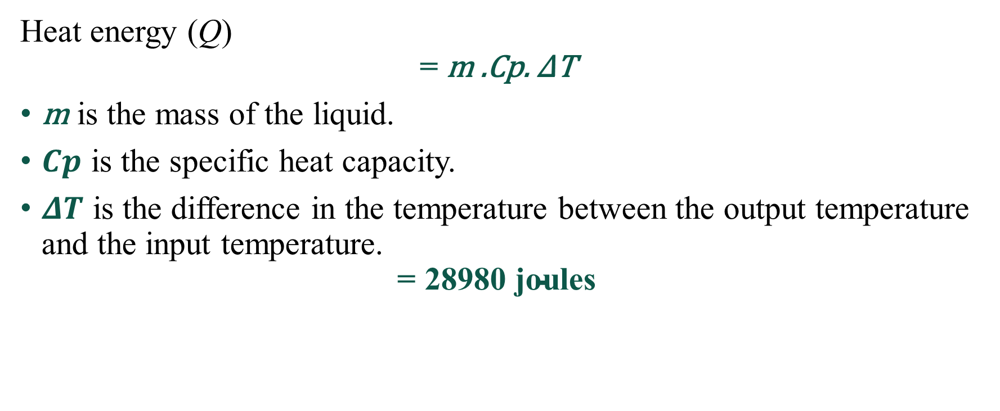 Heat energy (Q)
= m .Cp. ΔT
• m is the mass of the liquid.
• Cp is the specific heat capacity.
• ΔT is the difference in the temperature between the output temperature
and the input temperature.
= 28980 joules